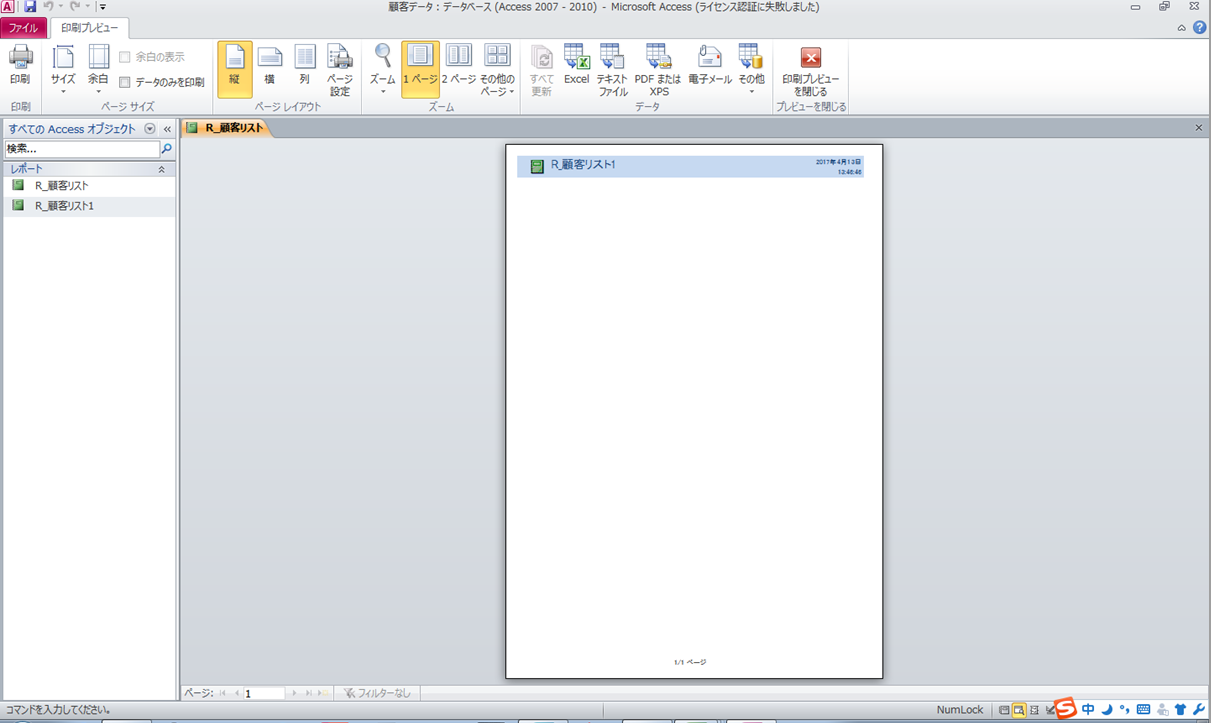 顧客データ : データベース (Access 2007 - 2010) - Microsoft Access (ライセンス認証に失敗しました)
ファイル 印刷プレビュー
印刷 サイズ 余白 余白の表示 データのみを印刷 縦 横 列 ページ設定 ズーム 1 ページ 2 ページ その他のページ すべて更新 Excel テキストファイル PDF または XPS 電子メール その他 印刷プレビューを閉じる
印刷 ページ サイズ ページ レイアウト ズーム データ プレビューを閉じる
すべての Access オブジェクト «
R_顧客リスト
検索...
レポート
R_顧客リスト
R_顧客リスト1
R_顧客リスト1
2017年4月13日
13:46:46
1/1 ページ
ページ: 1 フィルターなし
コマンドを入力してください。 NumLock 中